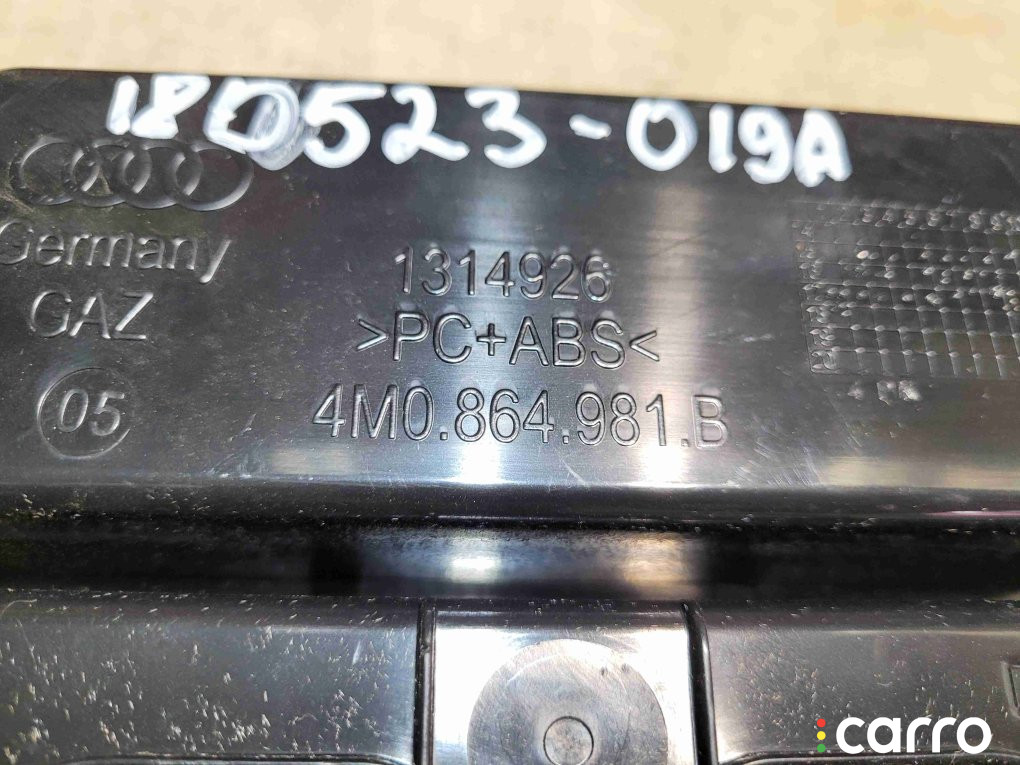 180523-019A
Germany
GAZ
05
1314926
>PC+ABS<
4M0.864.981.B
carro